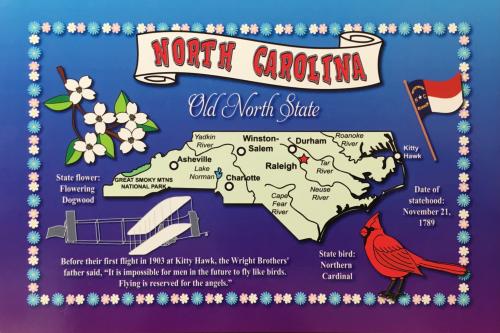 NORTH CAROLINA
Old North State
Yadkin
River
Winston-
Salem
Durham
Roanoke
River
Asheville
Lake
Norman
Raleigh
Tar
River
Kitty
Hawk
GREAT SMOKY MTNS
NATIONAL PARK
Charlotte
Cape
Fear
River
Neuse
River
State flower:
Flowering
Dogwood
Date of
statehood:
November 21,
1789
Before their first flight in 1903 at Kitty Hawk, the Wright Brothers'
father said, "It is impossible for men in the future to fly like birds.
Flying is reserved for the angels."
State bird:
Northern
Cardinal